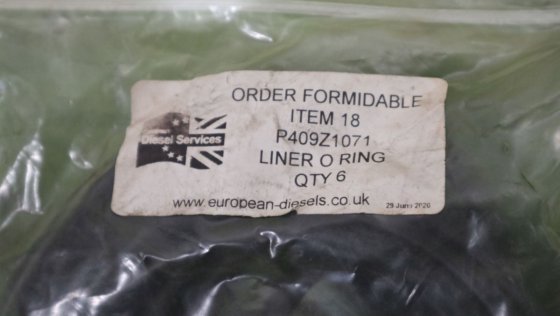 ORDER FORMIDABLE
ITEM 18
Diesel Services
P409Z1071
LINER O RING
QTY 6
www.european-diesels.co.uk
29 June 2020